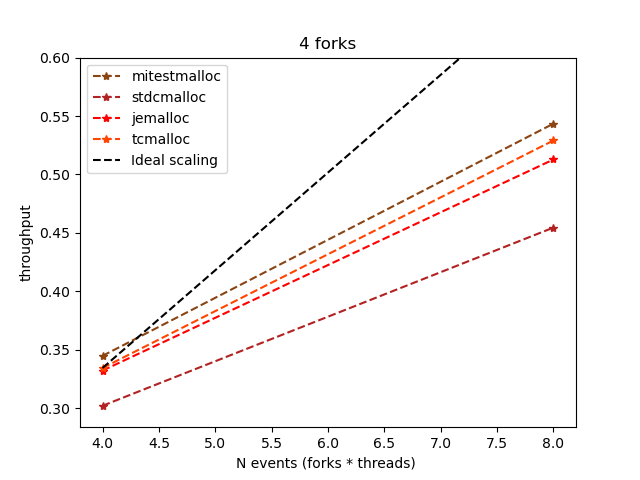 4 forks
mitestmalloc
stdcmalloc
jemalloc
tcmalloc
Ideal scaling
throughput
0.60
0.55
0.50
0.45
0.40
0.35
0.30
4.0 4.5 5.0 5.5 6.0 6.5 7.0 7.5 8.0
N events (forks * threads)